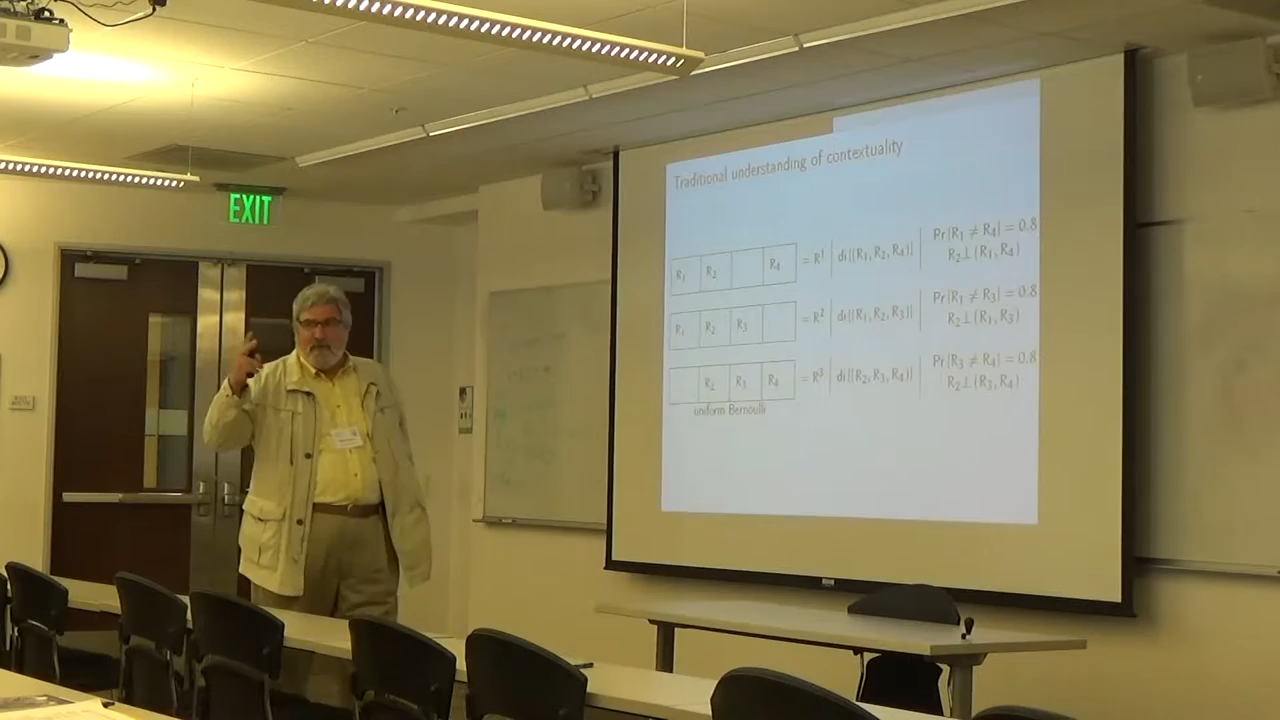 EXIT
Traditional understanding of contextuality
R₁ R₂ R₄ = R¹ di[(R₁, R₂, R₄)] Pr[R₁ ≠ R₄] = 0.8
R₂ ⊥ (R₁, R₄)
R₁ R₂ R₃ = R² di[(R₁, R₂, R₃)] Pr[R₁ ≠ R₃] = 0.8
R₂ ⊥ (R₁, R₃)
R₂ R₃ R₄ = R³ di[(R₂, R₃, R₄)] Pr[R₃ ≠ R₄] = 0.8
R₂ ⊥ (R₃, R₄)
uniform Bernoulli